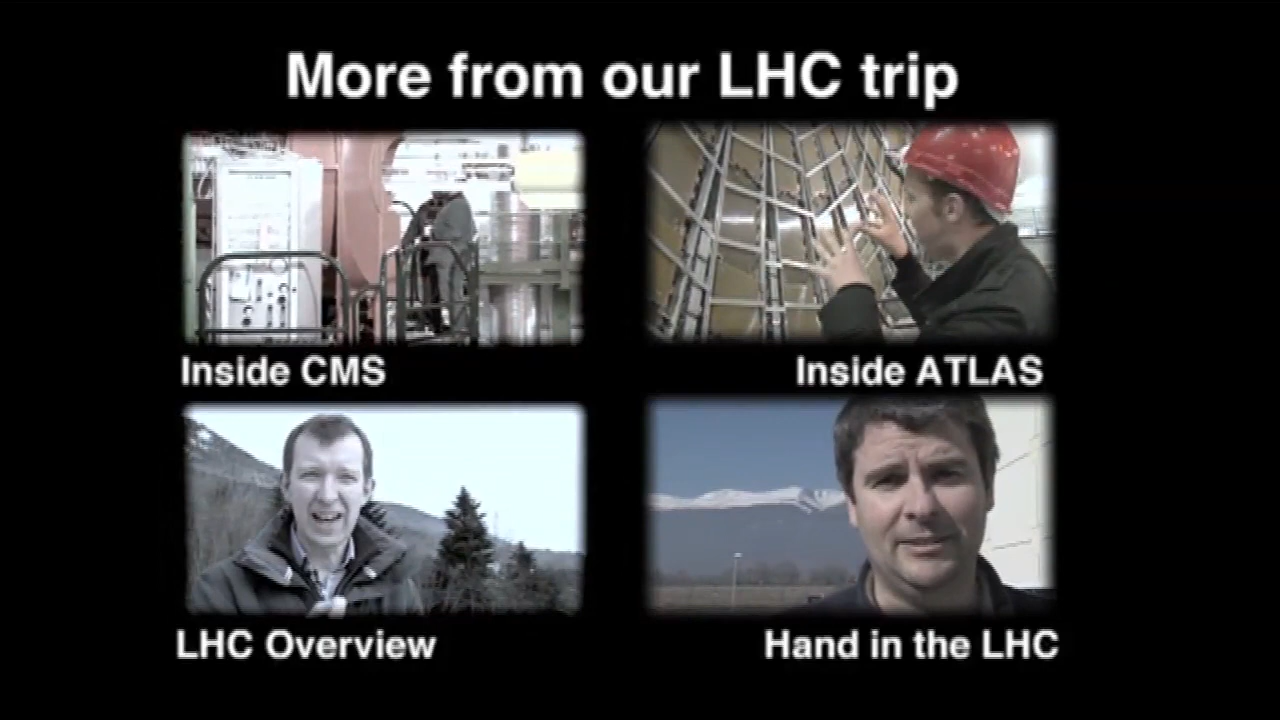 More from our LHC trip
Inside CMS
Inside ATLAS
LHC Overview
Hand in the LHC